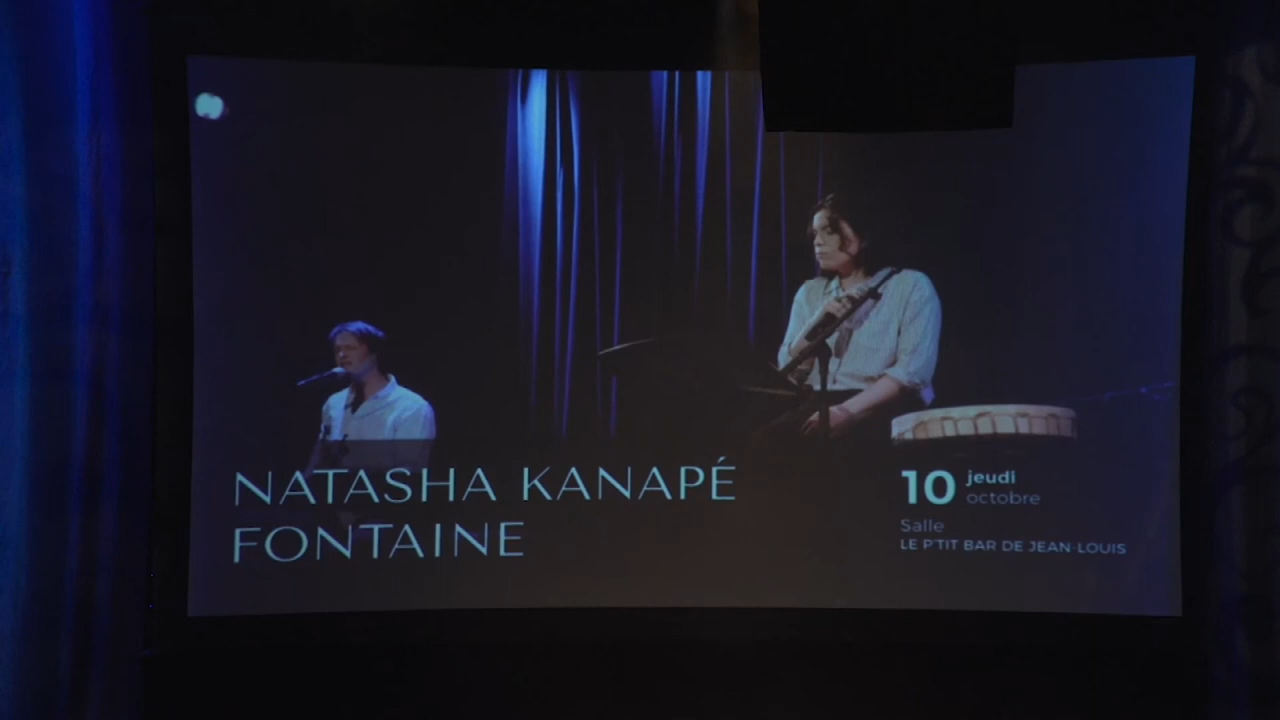 NATASHA KANAPÉ
FONTAINE
10 jeudi
octobre
Salle
LE P'TIT BAR DE JEAN-LOUIS